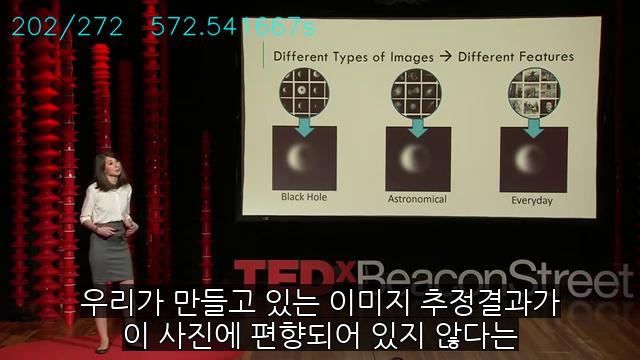 202/272 572.541667s
Different Types of Images → Different Features
Black Hole
Astronomical
Everyday
TEDxBeaconStreet
우리가 만들고 있는 이미지 추정결과가
이 사진에 편향되어 있지 않다는